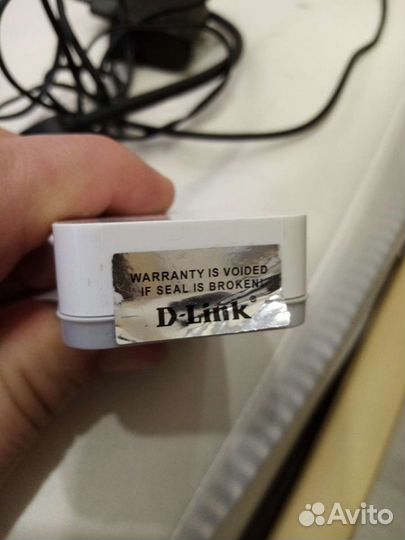 WARRANTY IS VOIDED
IF SEAL IS BROKEN!
D-Link®
Avito